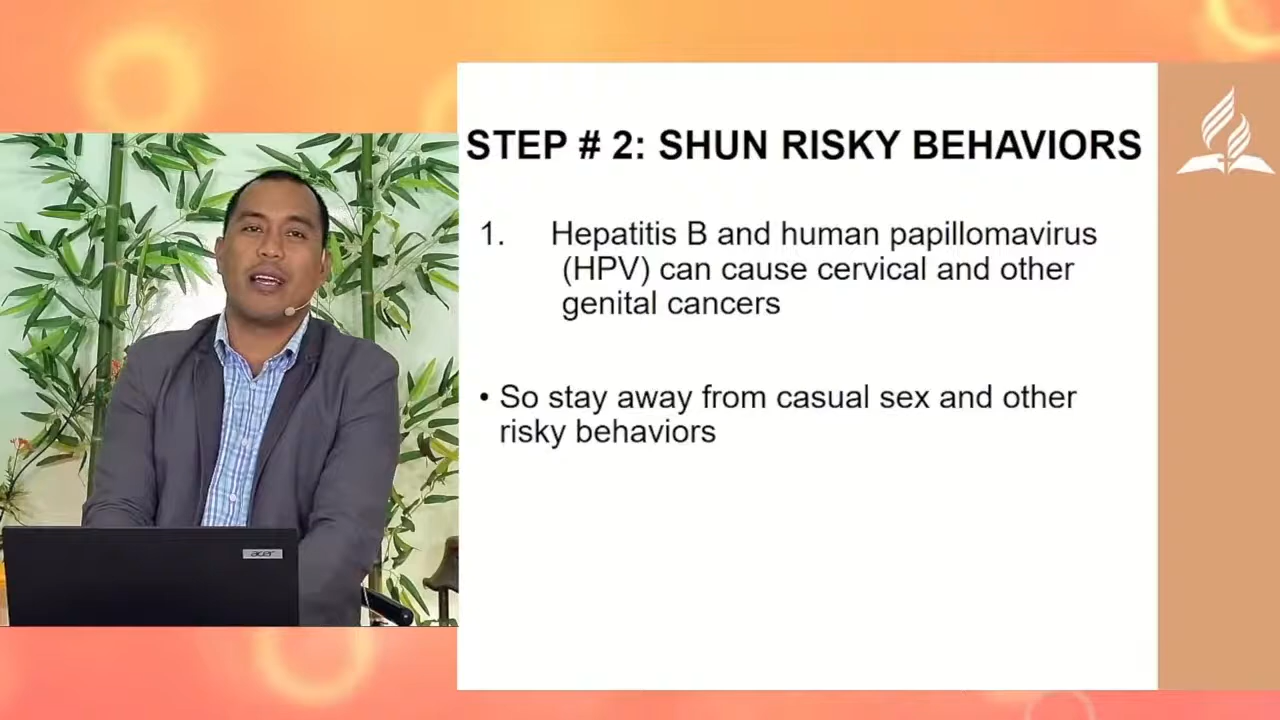 STEP # 2: SHUN RISKY BEHAVIORS
1. Hepatitis B and human papillomavirus
(HPV) can cause cervical and other
genital cancers
• So stay away from casual sex and other
risky behaviors
acer